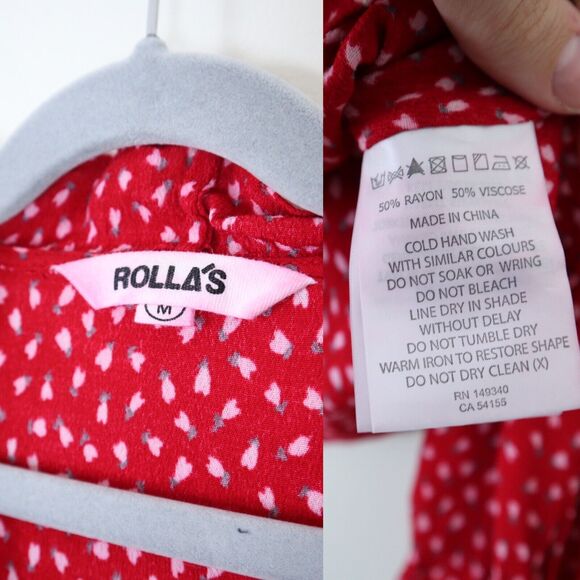 ROLLA'S
M
50% RAYON 50% VISCOSE
MADE IN CHINA
COLD HAND WASH
WITH SIMILAR COLOURS
DO NOT SOAK OR WRING
DO NOT BLEACH
LINE DRY IN SHADE
WITHOUT DELAY
DO NOT TUMBLE DRY
WARM IRON TO RESTORE SHAPE
DO NOT DRY CLEAN (X)
RN 149340
CA 54155